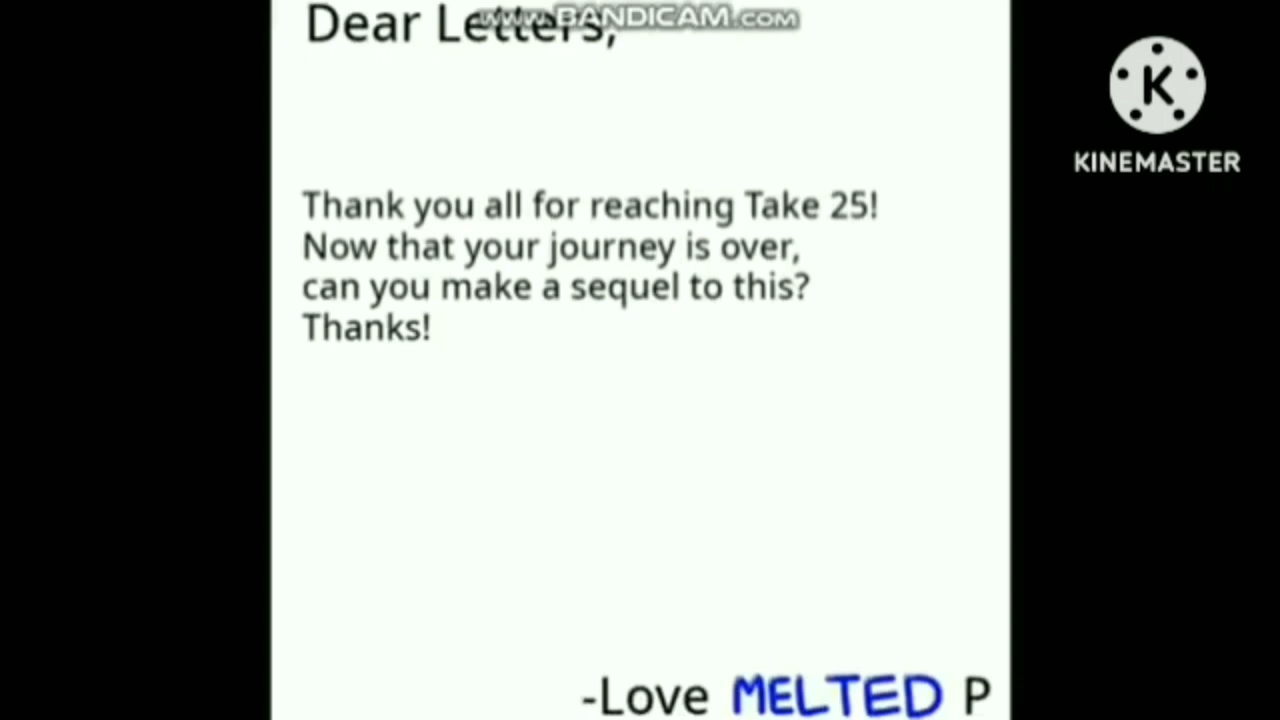 www.BANDICAM.com
Dear Letters,
K
KINEMASTER
Thank you all for reaching Take 25!
Now that your journey is over,
can you make a sequel to this?
Thanks!
-Love MELTED P